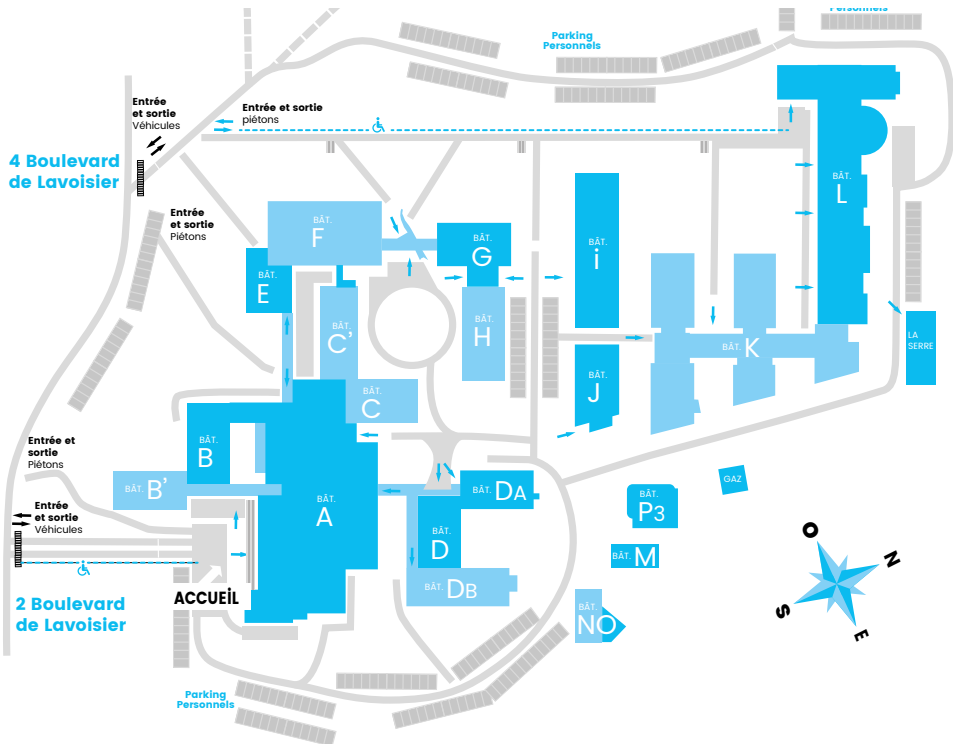 Personnels
Parking
Personnels
Entrée
et sortie
Véhicules
Entrée et sortie
piétons
4 Boulevard
de Lavoisier
Entrée
et sortie
Piétons
BÂT.
F
BÂT.
G
BÂT.
E
BÂT.
i
BÂT.
L
BÂT.
C'
BÂT.
H
BÂT.
K
LA
SERRE
BÂT.
J
BÂT.
C
Entrée et
sortie
Piétons
BÂT.
B
BÂT. B'
BÂT.
A
BÂT. DA
GAZ
BÂT.
P3
Entrée
et sortie
Véhicules
BÂT.
D
BÂT. M
BÂT. DB
ACCUEiL
2 Boulevard
de Lavoisier
BÂT.
NO
O
N
S
E
Parking
Personnels